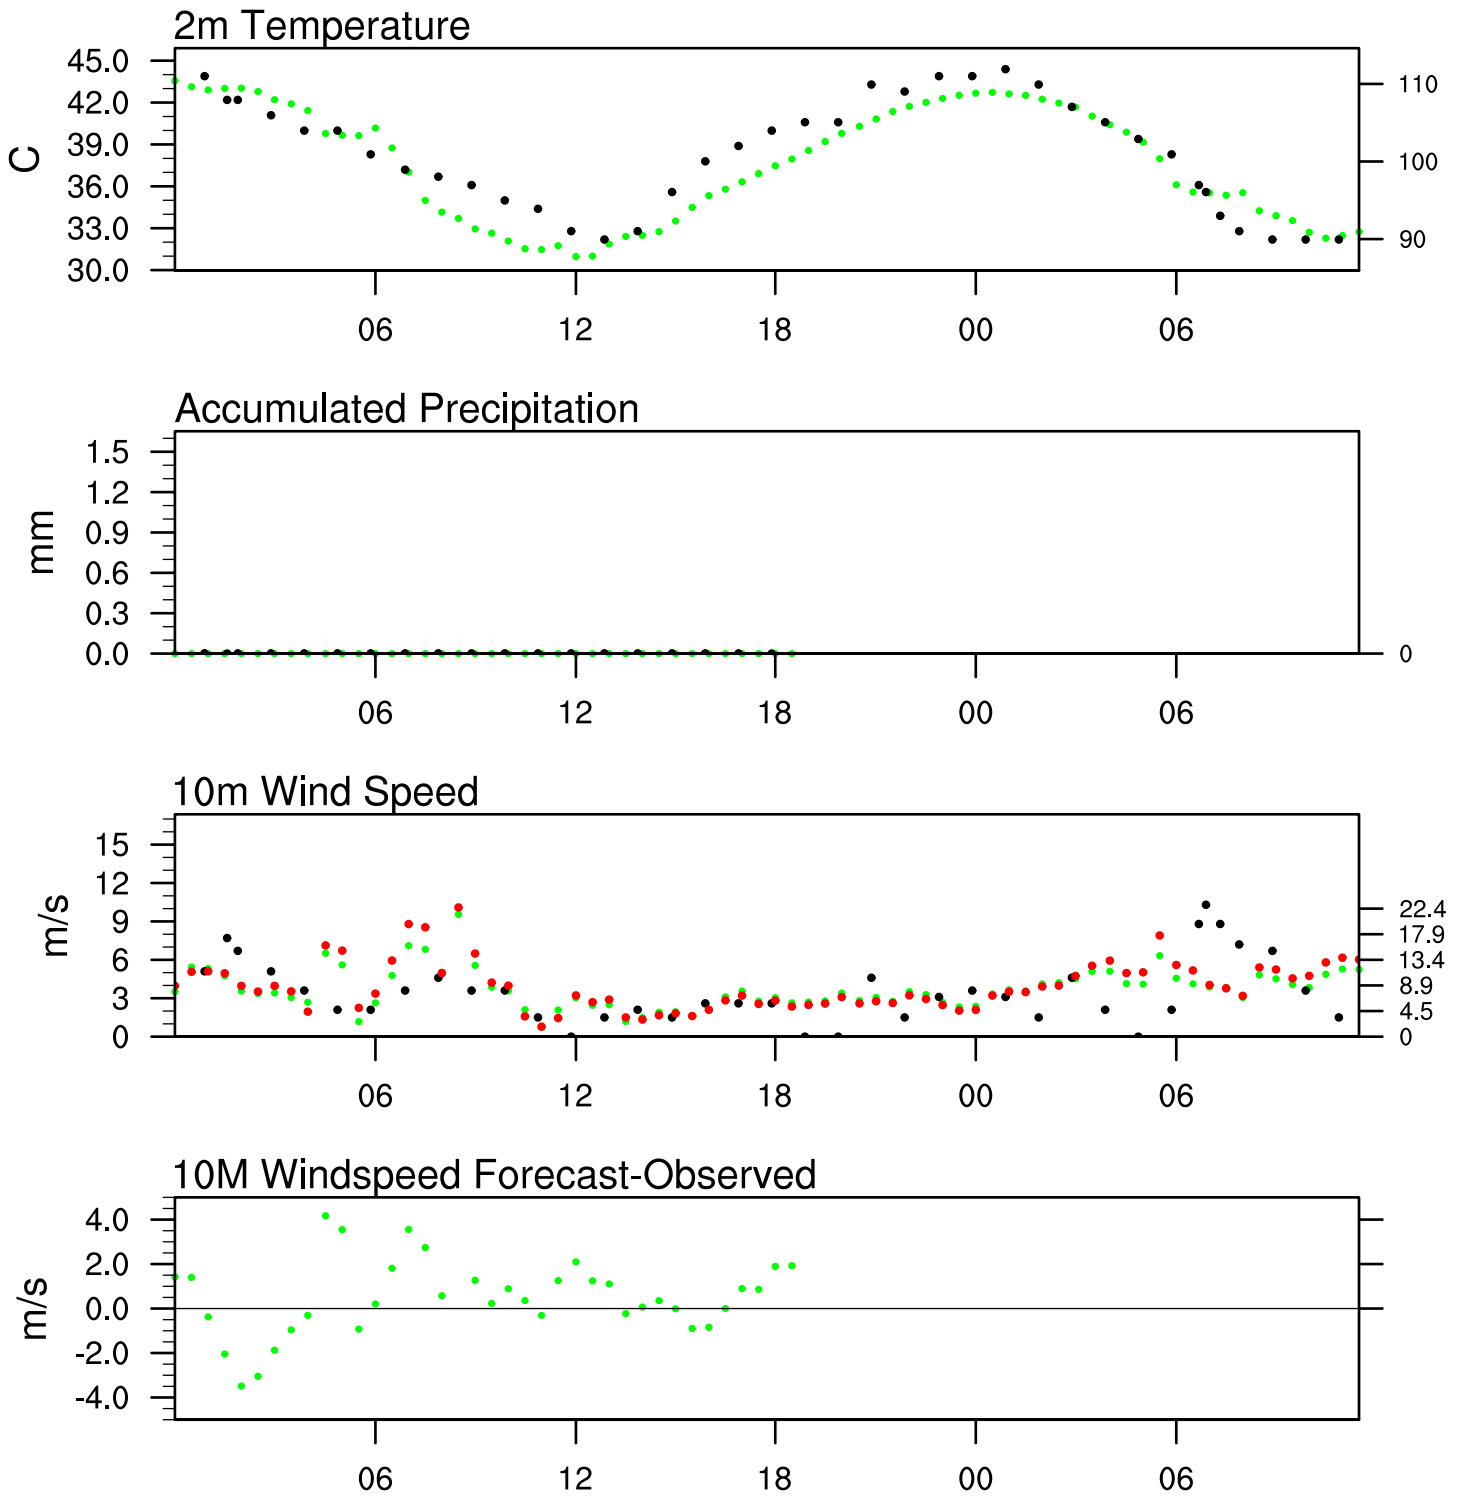 2m Temperature
45.0
42.0
39.0
36.0
33.0
30.0
C
110
100
90
06 12 18 00 06
Accumulated Precipitation
1.5
1.2
0.9
0.6
0.3
0.0
mm
0
06 12 18 00 06
10m Wind Speed
15
12
9
6
3
0
m/s
22.4
17.9
13.4
8.9
4.5
0
06 12 18 00 06
10M Windspeed Forecast-Observed
4.0
2.0
0.0
-2.0
-4.0
m/s
06 12 18 00 06